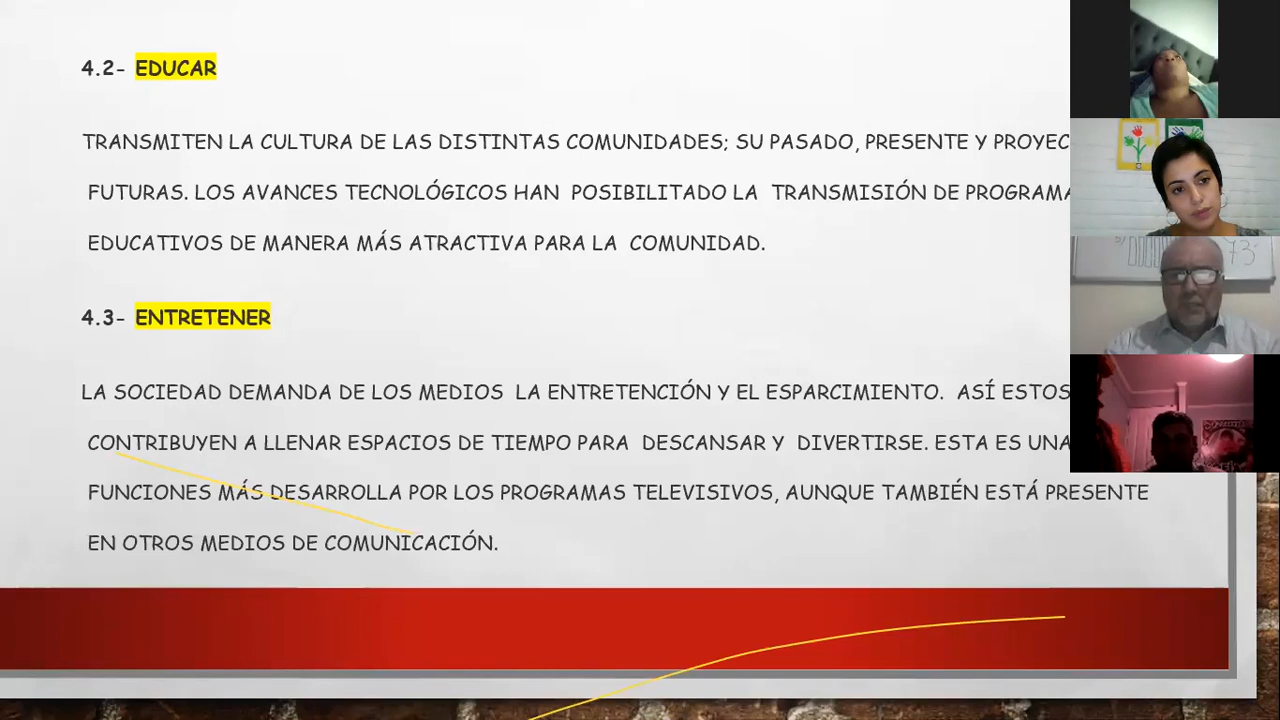 4.2- EDUCAR
TRANSMITEN LA CULTURA DE LAS DISTINTAS COMUNIDADES; SU PASADO, PRESENTE Y PROYEC
FUTURAS. LOS AVANCES TECNOLÓGICOS HAN POSIBILITADO LA TRANSMISIÓN DE PROGRAMA
EDUCATIVOS DE MANERA MÁS ATRACTIVA PARA LA COMUNIDAD.
4.3- ENTRETENER
LA SOCIEDAD DEMANDA DE LOS MEDIOS LA ENTRETENCIÓN Y EL ESPARCIMIENTO. ASÍ ESTOS
CONTRIBUYEN A LLENAR ESPACIOS DE TIEMPO PARA DESCANSAR Y DIVERTIRSE. ESTA ES UNA
FUNCIONES MÁS DESARROLLA POR LOS PROGRAMAS TELEVISIVOS, AUNQUE TAMBIÉN ESTÁ PRESENTE
EN OTROS MEDIOS DE COMUNICACIÓN.